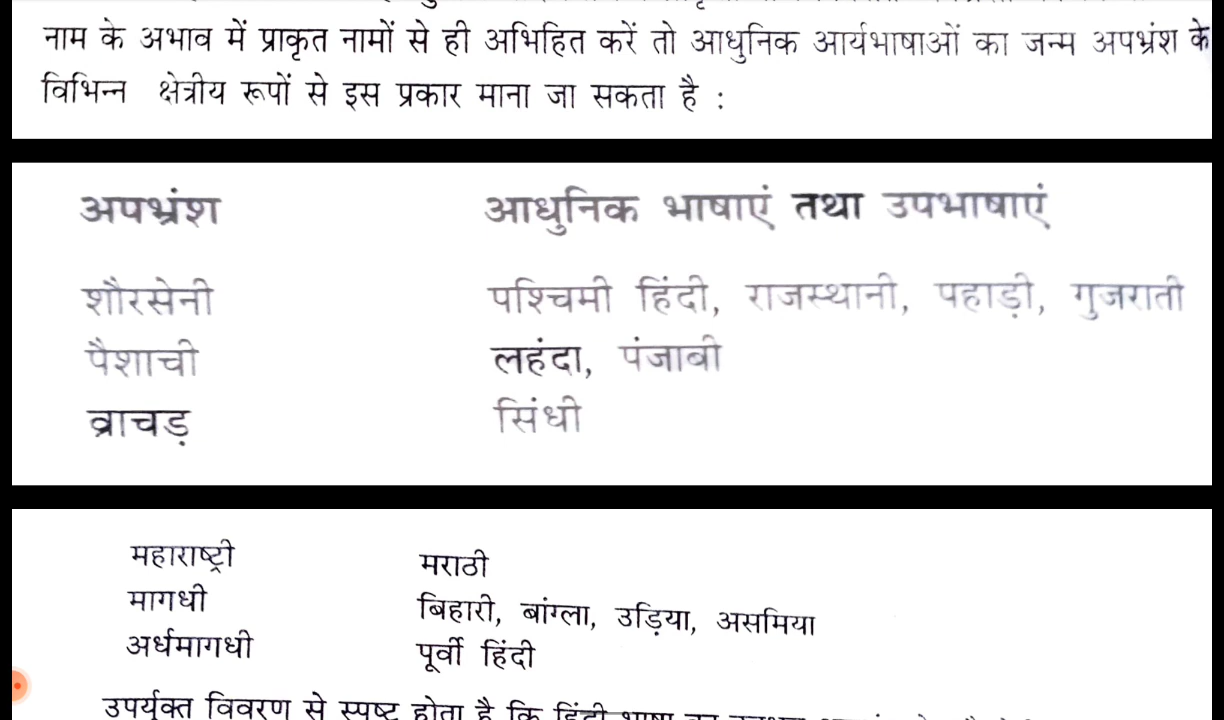 नाम के अभाव में प्राकृत नामों से ही अभिहित करें तो आधुनिक आर्यभाषाओं का जन्म अपभ्रंश के
विभिन्न क्षेत्रीय रूपों से इस प्रकार माना जा सकता है :
अपभ्रंश आधुनिक भाषाएं तथा उपभाषाएं
शौरसेनी पश्चिमी हिंदी, राजस्थानी, पहाड़ी, गुजराती
पैशाची लहंदा, पंजाबी
व्राचड़ सिंधी
महाराष्ट्री मराठी
मागधी बिहारी, बांग्ला, उड़िया, असमिया
अर्धमागधी पूर्वी हिंदी
उपर्युक्त विवरण से स्पष्ट होता है कि हिंदी भाषा का